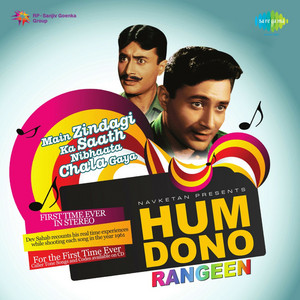 RP-Sanjiv Goenka
Group
SAREGAMA
Main Zindagi
Ka Saath
Nibhaata
Chala Gaya
NAVKETAN PRESENTS
HUM
DONO
RANGEEN
FIRST TIME EVER
IN STEREO
Dev Sahab recounts his real time experiences
while shooting each song in the year 1961
For the First Time Ever
Caller Tune Songs and Codes available on CD